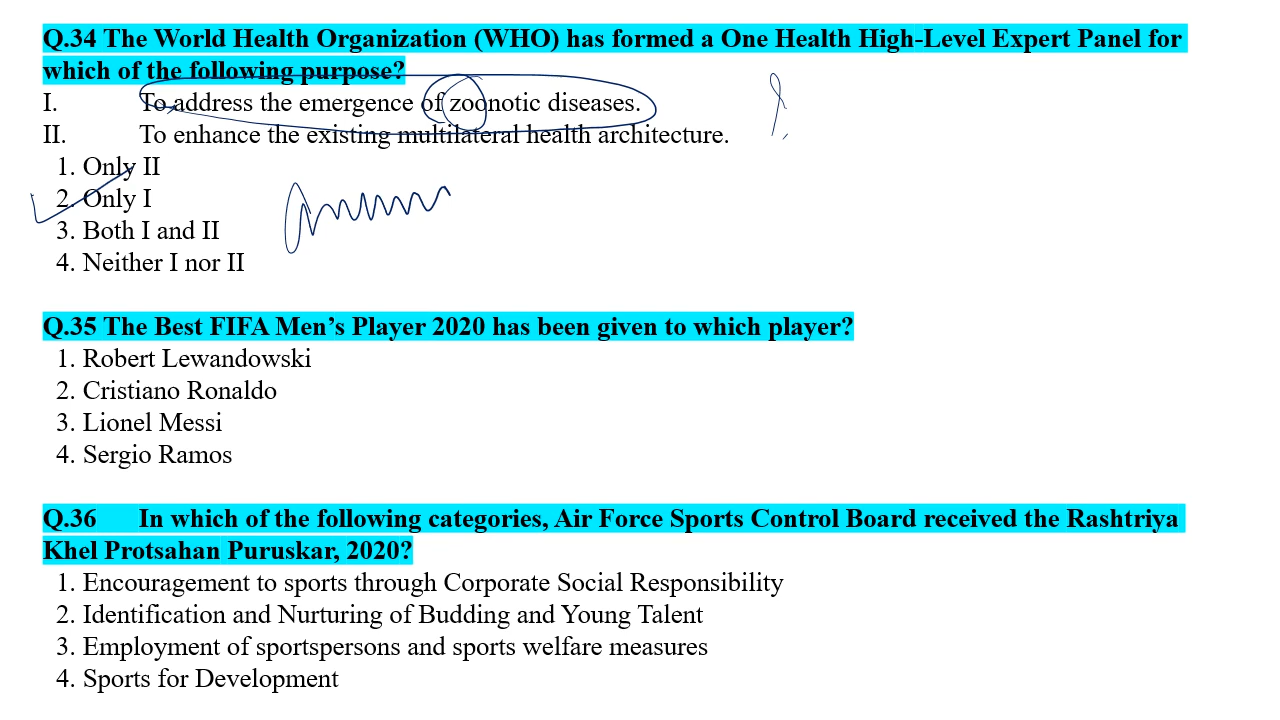 Q.34 The World Health Organization (WHO) has formed a One Health High-Level Expert Panel for
which of the following purpose?
I. To address the emergence of zoonotic diseases.
II. To enhance the existing multilateral health architecture.
1. Only II
2. Only I
3. Both I and II
4. Neither I nor II
Q.35 The Best FIFA Men’s Player 2020 has been given to which player?
1. Robert Lewandowski
2. Cristiano Ronaldo
3. Lionel Messi
4. Sergio Ramos
Q.36 In which of the following categories, Air Force Sports Control Board received the Rashtriya
Khel Protsahan Puruskar, 2020?
1. Encouragement to sports through Corporate Social Responsibility
2. Identification and Nurturing of Budding and Young Talent
3. Employment of sportspersons and sports welfare measures
4. Sports for Development